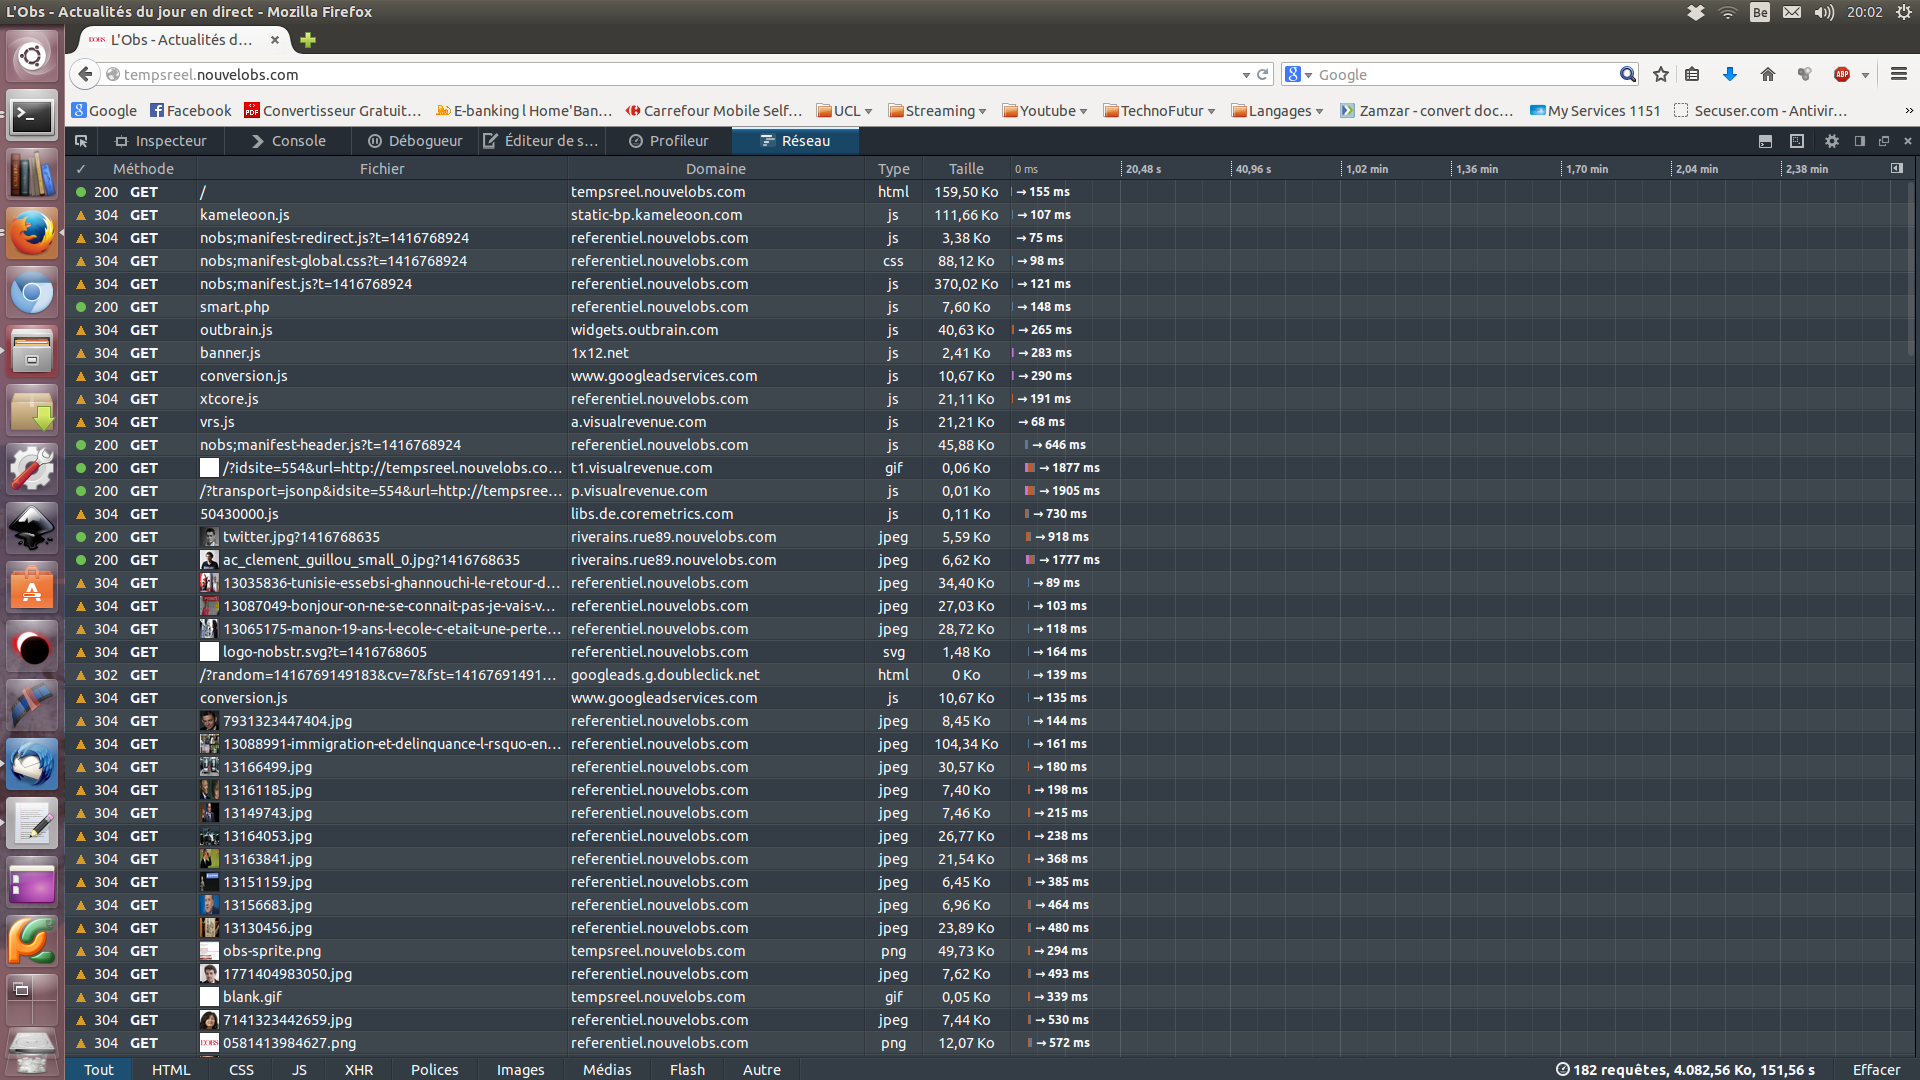 L'Obs - Actualités du jour en direct - Mozilla Firefox Be 20:02
L'OBS L'Obs - Actualités d...
tempsreel.nouvelobs.com Google
Google Facebook PDF Convertisseur Gratuit... E-banking l Home'Ban... Carrefour Mobile Self... UCL Streaming Youtube TechnoFutur Langages Zamzar - convert doc... My Services 1151 Secuser.com - Antivir... »
Inspecteur Console Débogueur Éditeur de s... Profileur Réseau
✓ Méthode Fichier Domaine Type Taille 0 ms 20,48 s 40,96 s 1,02 min 1,36 min 1,70 min 2,04 min 2,38 min
200 GET / tempsreel.nouvelobs.com html 159,50 Ko → 155 ms
304 GET kameleoon.js static-bp.kameleoon.com js 111,66 Ko → 107 ms
304 GET nobs;manifest-redirect.js?t=1416768924 referentiel.nouvelobs.com js 3,38 Ko → 75 ms
304 GET nobs;manifest-global.css?t=1416768924 referentiel.nouvelobs.com css 88,12 Ko → 98 ms
304 GET nobs;manifest.js?t=1416768924 referentiel.nouvelobs.com js 370,02 Ko → 121 ms
200 GET smart.php referentiel.nouvelobs.com js 7,60 Ko → 148 ms
304 GET outbrain.js widgets.outbrain.com js 40,63 Ko → 265 ms
304 GET banner.js 1x12.net js 2,41 Ko → 283 ms
304 GET conversion.js www.googleadservices.com js 10,67 Ko → 290 ms
304 GET xtcore.js referentiel.nouvelobs.com js 21,11 Ko → 191 ms
304 GET vrs.js a.visualrevenue.com js 21,21 Ko → 68 ms
200 GET nobs;manifest-header.js?t=1416768924 referentiel.nouvelobs.com js 45,88 Ko → 646 ms
200 GET /?idsite=554&url=http://tempsreel.nouvelobs.co... t1.visualrevenue.com gif 0,06 Ko → 1877 ms
200 GET /?transport=jsonp&idsite=554&url=http://tempsree... p.visualrevenue.com js 0,01 Ko → 1905 ms
304 GET 50430000.js libs.de.coremetrics.com js 0,11 Ko → 730 ms
200 GET twitter.jpg?1416768635 riverains.rue89.nouvelobs.com jpeg 5,59 Ko → 918 ms
200 GET ac_clement_guillou_small_0.jpg?1416768635 riverains.rue89.nouvelobs.com jpeg 6,62 Ko → 1777 ms
304 GET 13035836-tunisie-essebsi-ghannouchi-le-retour-d... referentiel.nouvelobs.com jpeg 34,40 Ko → 89 ms
304 GET 13087049-bonjour-on-ne-se-connait-pas-je-vais-v... referentiel.nouvelobs.com jpeg 27,03 Ko → 103 ms
304 GET 13065175-manon-19-ans-l-ecole-c-etait-une-perte... referentiel.nouvelobs.com jpeg 28,72 Ko → 118 ms
304 GET logo-nobstr.svg?t=1416768605 referentiel.nouvelobs.com svg 1,48 Ko → 164 ms
302 GET /?random=1416769149183&cv=7&fst=14167691491... googleads.g.doubleclick.net html 0 Ko → 139 ms
304 GET conversion.js www.googleadservices.com js 10,67 Ko → 135 ms
304 GET 7931323447404.jpg referentiel.nouvelobs.com jpeg 8,45 Ko → 144 ms
304 GET 13088991-immigration-et-delinquance-l-rsquo-en... referentiel.nouvelobs.com jpeg 104,34 Ko → 161 ms
304 GET 13166499.jpg referentiel.nouvelobs.com jpeg 30,57 Ko → 180 ms
304 GET 13161185.jpg referentiel.nouvelobs.com jpeg 7,40 Ko → 198 ms
304 GET 13149743.jpg referentiel.nouvelobs.com jpeg 7,46 Ko → 215 ms
304 GET 13164053.jpg referentiel.nouvelobs.com jpeg 26,77 Ko → 238 ms
304 GET 13163841.jpg referentiel.nouvelobs.com jpeg 21,54 Ko → 368 ms
304 GET 13151159.jpg referentiel.nouvelobs.com jpeg 6,45 Ko → 385 ms
304 GET 13156683.jpg referentiel.nouvelobs.com jpeg 6,96 Ko → 464 ms
304 GET 13130456.jpg referentiel.nouvelobs.com jpeg 23,89 Ko → 480 ms
304 GET obs-sprite.png tempsreel.nouvelobs.com png 49,73 Ko → 294 ms
304 GET 1771404983050.jpg referentiel.nouvelobs.com jpeg 7,62 Ko → 493 ms
304 GET blank.gif tempsreel.nouvelobs.com gif 0,05 Ko → 339 ms
304 GET 7141323442659.jpg referentiel.nouvelobs.com jpeg 7,44 Ko → 530 ms
304 GET L'OBS 0581413984627.png referentiel.nouvelobs.com png 12,07 Ko → 572 ms
Tout HTML CSS JS XHR Polices Images Médias Flash Autre 182 requêtes, 4.082,56 Ko, 151,56 s Effacer